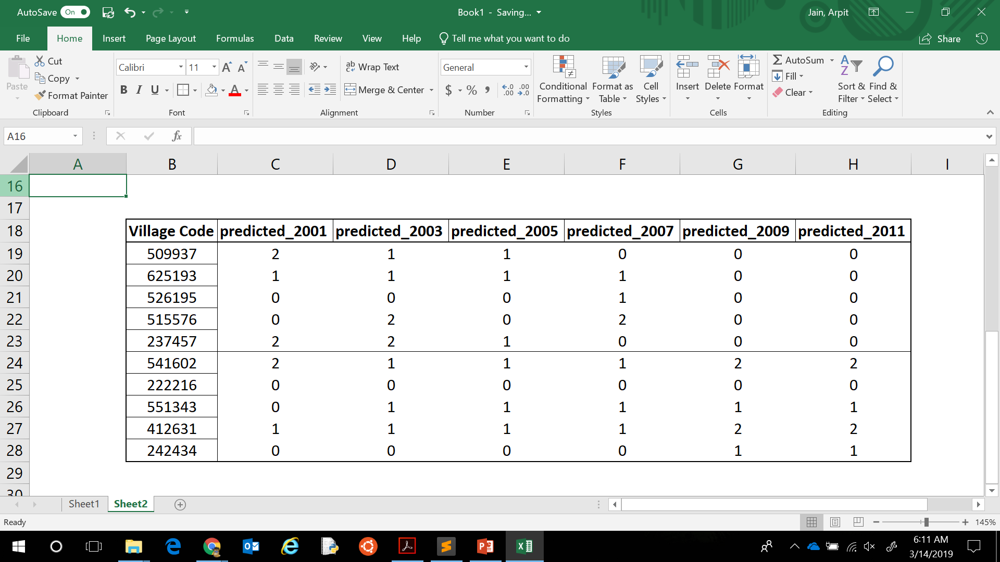 AutoSave On Book1 - Saving... Jain, Arpit
File Home Insert Page Layout Formulas Data Review View Help Tell me what you want to do Share
Paste Cut Copy Format Painter Clipboard
Calibri 11 A A B I U A Font
ab c Wrap Text Merge & Center Alignment
General $ % , .0 .00 .00 .0 Number
Conditional Formatting Format as Table Cell Styles Styles
Insert Delete Format Cells
AutoSum Fill Clear Sort & Filter Find & Select Editing
A16 fx
A B C D E F G H I
16
17
18 Village Code predicted_2001 predicted_2003 predicted_2005 predicted_2007 predicted_2009 predicted_2011
19 509937 2 1 1 0 0 0
20 625193 1 1 1 1 0 0
21 526195 0 0 0 1 0 0
22 515576 0 2 0 2 0 0
23 237457 2 2 1 0 0 0
24 541602 2 1 1 1 2 2
25 222216 0 0 0 0 0 0
26 551343 0 1 1 1 1 1
27 412631 1 1 1 1 2 2
28 242434 0 0 0 0 1 1
29
30
Sheet1 Sheet2
Ready 145%
6:11 AM
3/14/2019